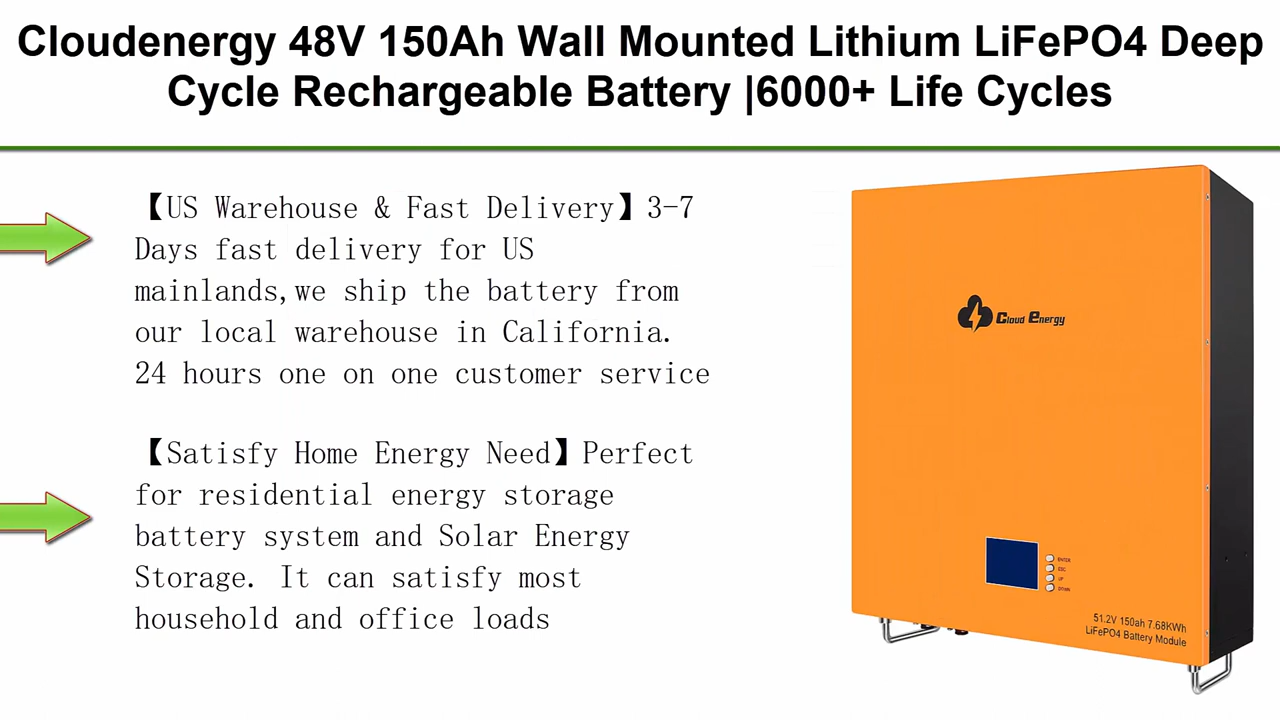 Cloudenergy 48V 150Ah Wall Mounted Lithium LiFePO4 Deep
Cycle Rechargeable Battery |6000+ Life Cycles
【US Warehouse & Fast Delivery】3-7
Days fast delivery for US
mainlands,we ship the battery from
our local warehouse in California.
24 hours one on one customer service
【Satisfy Home Energy Need】Perfect
for residential energy storage
battery system and Solar Energy
Storage. It can satisfy most
household and office loads
Cloud Energy
ENTER
ESC
UP
DOWN
51.2V 150ah 7.68KWh
LiFePO4 Battery Module